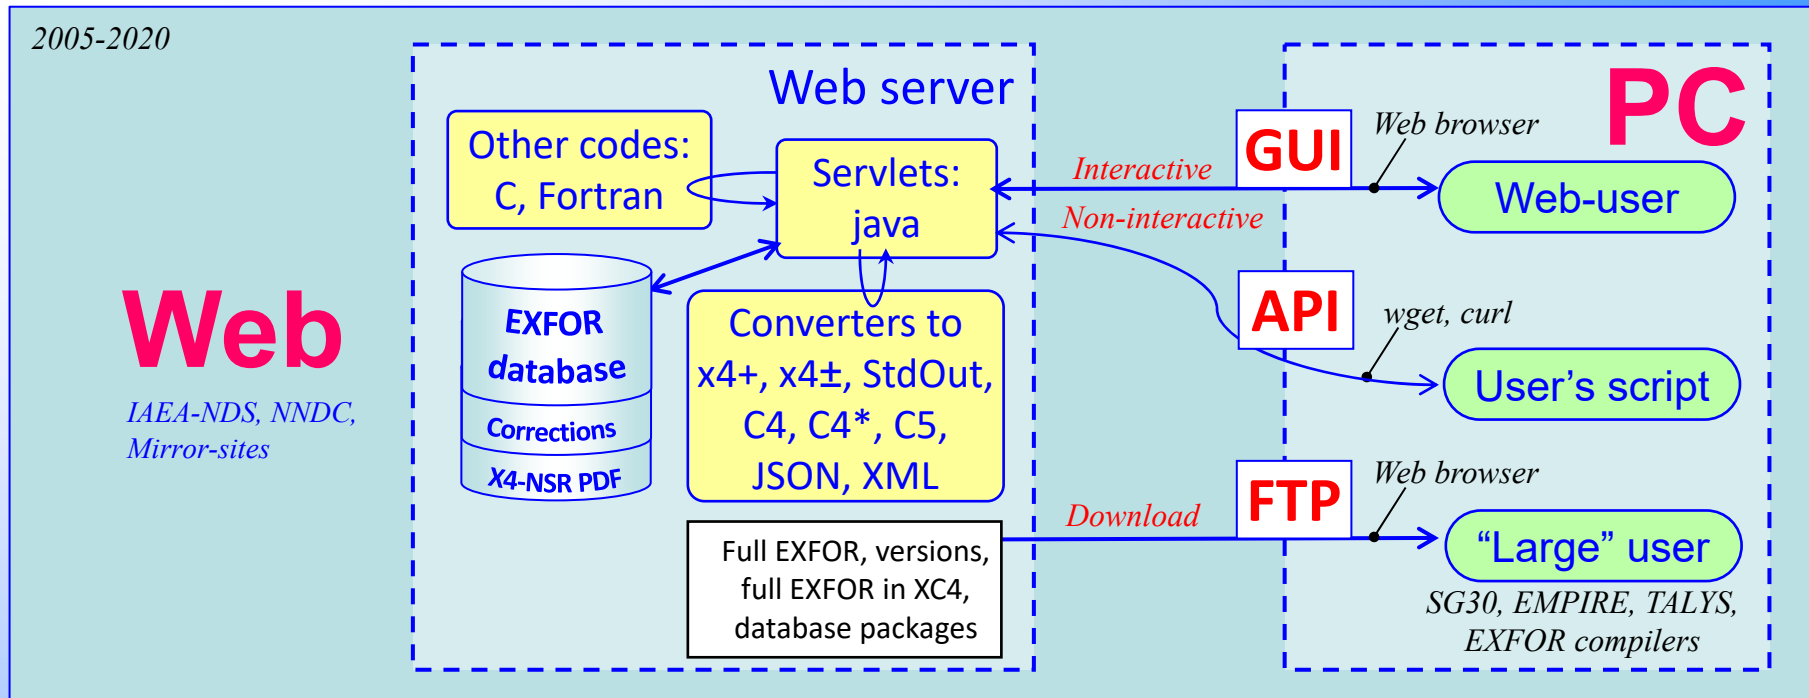 2005-2020
Web
IAEA-NDS, NNDC,
Mirror-sites
Web server
Other codes:
C, Fortran
Servlets:
java
EXFOR
database
Corrections
X4-NSR PDF
Converters to
x4+, x4±, StdOut,
C4, C4*, C5,
JSON, XML
Full EXFOR, versions,
full EXFOR in XC4,
database packages
Interactive
Non-interactive
Download
GUI
API
FTP
PC
Web browser
Web-user
wget, curl
User’s script
Web browser
“Large” user
SG30, EMPIRE, TALYS,
EXFOR compilers